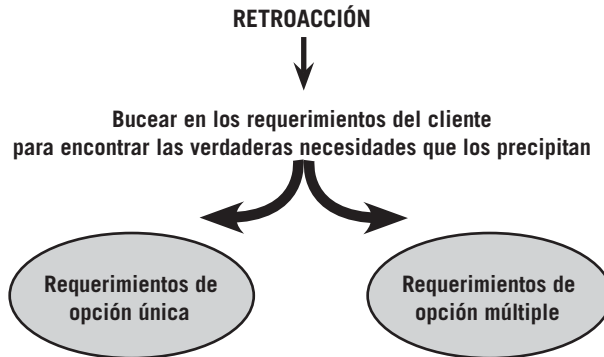 RETROACCIÓN
Bucear en los requerimientos del cliente
para encontrar las verdaderas necesidades que los precipitan
Requerimientos de
opción única
Requerimientos de
opción múltiple